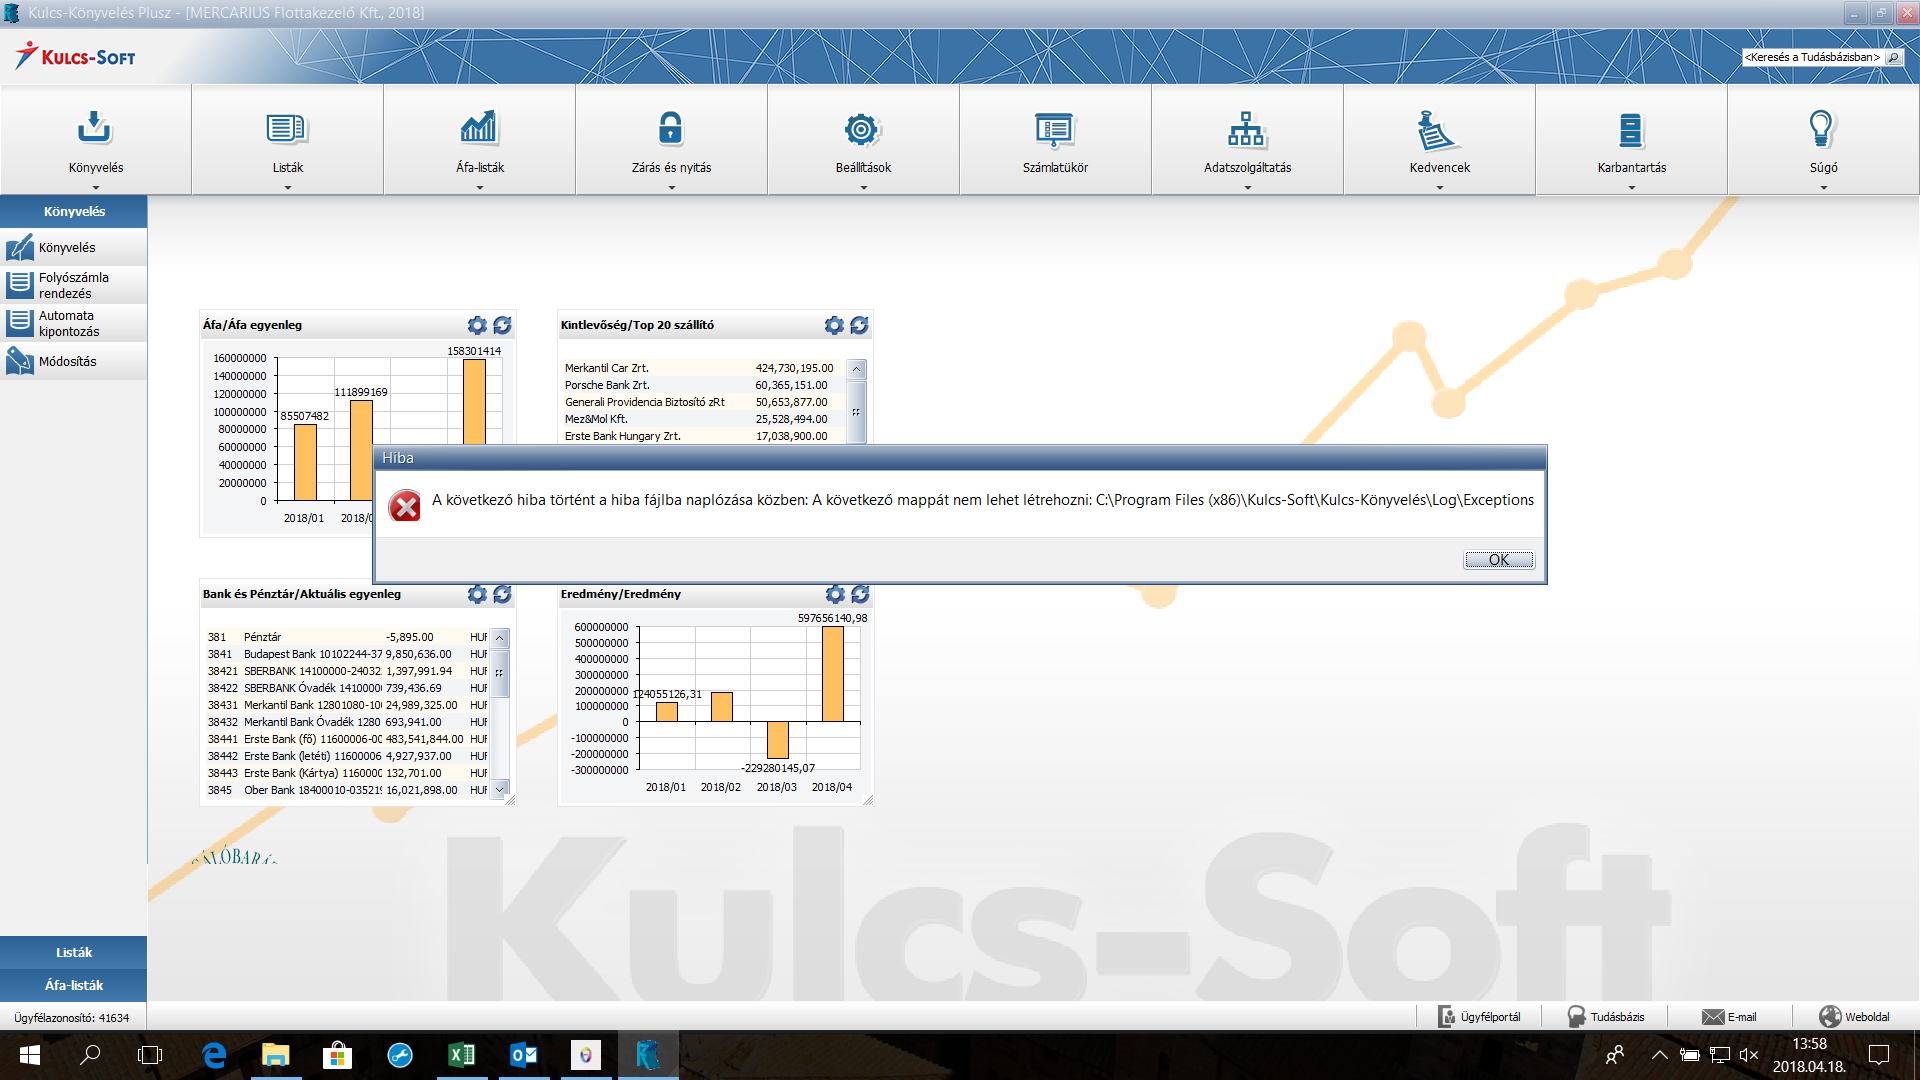 Kulcs-Könyvelés Plusz - [MERCARIUS Flottakezelő Kft., 2018]
KULCS-SOFT
<Keresés a Tudásbázisban>
Könyvelés
Listák
Áfa-listák
Zárás és nyitás
Beállítások
Számlatükör
Adatszolgáltatás
Kedvencek
Karbantartás
Súgó
Könyvelés
Könyvelés
Folyószámla
rendezés
Automata
kipontozás
Módosítás
Áfa/Áfa egyenleg
158301414
160000000
140000000
111899169
120000000
100000000
85507482
80000000
60000000
40000000
20000000
0
2018/01
2018/0
Kintlevőség/Top 20 szállító
Merkantil Car Zrt. 424,730,195.00
Porsche Bank Zrt. 60,365,151.00
Generali Providencia Biztosító zRt 50,653,877.00
Mez&Mol Kft. 25,528,494.00
Erste Bank Hungary Zrt. 17,038,900.00
Hiba
A következő hiba történt a hiba fájlba naplózása közben: A következő mappát nem lehet létrehozni: C:\Program Files (x86)\Kulcs-Soft\Kulcs-Könyvelés\Log\Exceptions
OK
Bank és Pénztár/Aktuális egyenleg
381 Pénztár -5,895.00 HUF
3841 Budapest Bank 10102244-37 9,850,636.00 HUF
38421 SBERBANK 14100000-24032 1,397,991.94 HUF
38422 SBERBANK Óvadék 1410000 739,436.69 HUF
38431 Merkantil Bank 12801080-10 24,989,325.00 HUF
38432 Merkantil Bank Óvadék 1280 693,941.00 HUF
38441 Erste Bank (fő) 11600006-00 483,541,844.00 HUF
38442 Erste Bank (letéti) 11600006 4,927,937.00 HUF
38443 Erste Bank (Kártya) 1160000 132,701.00 HUF
3845 Ober Bank 18400010-035219 16,021,898.00 HUF
Eredmény/Eredmény
597656140,98
600000000
500000000
400000000
300000000
200000000
124055126,31
100000000
0
-100000000
-200000000
-229280145,07
-300000000
2018/01 2018/02 2018/03 2018/04
Kulcs-Soft
Listák
Áfa-listák
Ügyfélazonosító: 41634
Ügyfélportál
Tudásbázis
E-mail
Weboldal
13:58
2018.04.18.